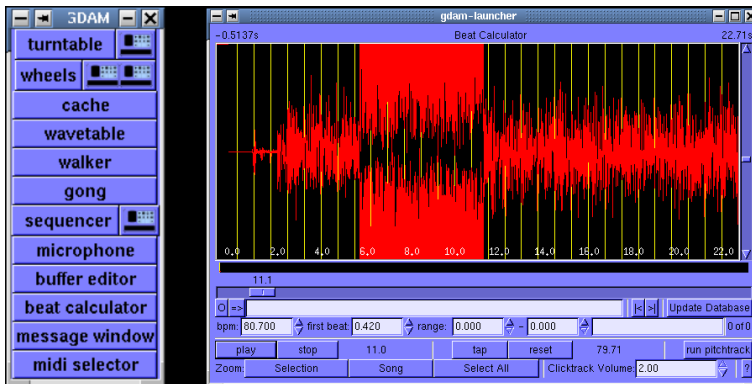 GDAM
turntable
wheels
cache
wavetable
walker
gong
sequencer
microphone
buffer editor
beat calculator
message window
midi selector
gdam-launcher
-0.5137s Beat Calculator 22.71s
0.0 2.0 4.0 6.0 8.0 10.0 12.0 14.0 16.0 18.0 20.0 22.0
11.1
O => |< >| Update Database
bpm: 80.700 first beat: 0.420 range: 0.000 - 0.000 0 of 0
play stop 11.0 tap reset 79.71 run pitchtrack
Zoom: Selection Song Select All Clicktrack Volume: 2.00 ?